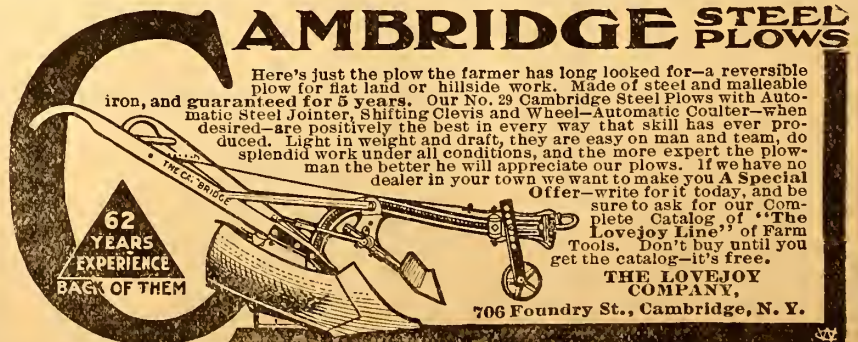 CAMBRIDGE STEEL PLOWS
Here's just the plow the farmer has long looked for—a reversible
plow for flat land or hillside work. Made of steel and malleable
iron, and guaranteed for 5 years. Our No. 29 Cambridge Steel Plows with Auto-
matic Steel Jointer, Shifting Clevis and Wheel—Automatic Coulter—when
desired—are positively the best in every way that skill has ever pro-
duced. Light in weight and draft, they are easy on man and team, do
splendid work under all conditions, and the more expert the plow-
man the better he will appreciate our plows. If we have no
dealer in your town we want to make you A Special
Offer—write for it today, and be
sure to ask for our Com-
plete Catalog of "The
Lovejoy Line" of Farm
Tools. Don't buy until you
get the catalog—it's free.
THE LOVEJOY
COMPANY,
706 Foundry St., Cambridge, N. Y.
THE CA BRIDGE
62
YEARS
EXPERIENCE
BACK OF THEM